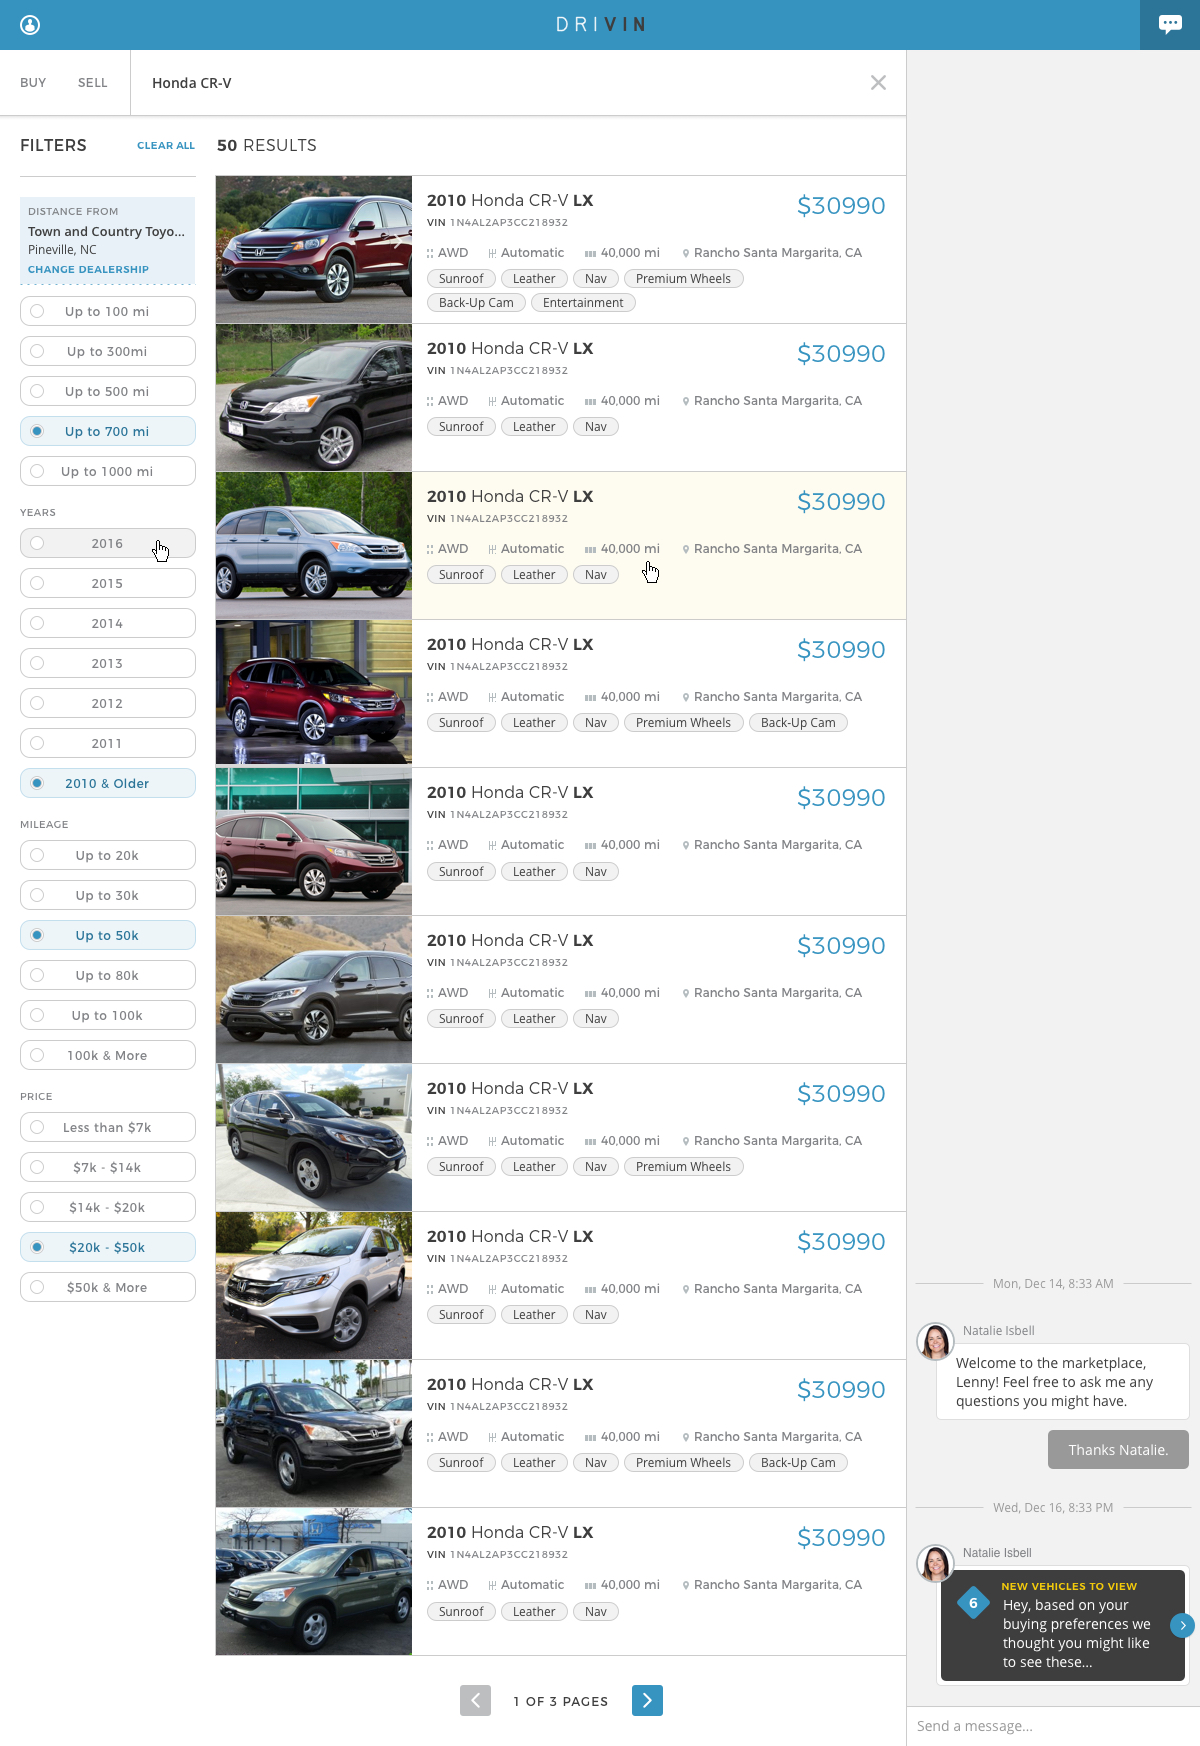 DRIVIN
BUY SELL Honda CR-V
FILTERS CLEAR ALL
50 RESULTS
DISTANCE FROM
Town and Country Toyo...
Pineville, NC
CHANGE DEALERSHIP
Up to 100 mi
Up to 300mi
Up to 500 mi
Up to 700 mi
Up to 1000 mi
YEARS
2016
2015
2014
2013
2012
2011
2010 & Older
MILEAGE
Up to 20k
Up to 30k
Up to 50k
Up to 80k
Up to 100k
100k & More
PRICE
Less than $7k
$7k - $14k
$14k - $20k
$20k - $50k
$50k & More
2010 Honda CR-V LX $30990
VIN 1N4AL2AP3CC218932
AWD Automatic 40,000 mi Rancho Santa Margarita, CA
Sunroof Leather Nav Premium Wheels
Back-Up Cam Entertainment
2010 Honda CR-V LX $30990
VIN 1N4AL2AP3CC218932
AWD Automatic 40,000 mi Rancho Santa Margarita, CA
Sunroof Leather Nav
2010 Honda CR-V LX $30990
VIN 1N4AL2AP3CC218932
AWD Automatic 40,000 mi Rancho Santa Margarita, CA
Sunroof Leather Nav
2010 Honda CR-V LX $30990
VIN 1N4AL2AP3CC218932
AWD Automatic 40,000 mi Rancho Santa Margarita, CA
Sunroof Leather Nav Premium Wheels Back-Up Cam
2010 Honda CR-V LX $30990
VIN 1N4AL2AP3CC218932
AWD Automatic 40,000 mi Rancho Santa Margarita, CA
Sunroof Leather Nav
2010 Honda CR-V LX $30990
VIN 1N4AL2AP3CC218932
AWD Automatic 40,000 mi Rancho Santa Margarita, CA
Sunroof Leather Nav
2010 Honda CR-V LX $30990
VIN 1N4AL2AP3CC218932
AWD Automatic 40,000 mi Rancho Santa Margarita, CA
Sunroof Leather Nav Premium Wheels
2010 Honda CR-V LX $30990
VIN 1N4AL2AP3CC218932
AWD Automatic 40,000 mi Rancho Santa Margarita, CA
Sunroof Leather Nav
2010 Honda CR-V LX $30990
VIN 1N4AL2AP3CC218932
AWD Automatic 40,000 mi Rancho Santa Margarita, CA
Sunroof Leather Nav Premium Wheels Back-Up Cam
2010 Honda CR-V LX $30990
VIN 1N4AL2AP3CC218932
AWD Automatic 40,000 mi Rancho Santa Margarita, CA
Sunroof Leather Nav
1 OF 3 PAGES
Mon, Dec 14, 8:33 AM
Natalie Isbell
Welcome to the marketplace,
Lenny! Feel free to ask me any
questions you might have.
Thanks Natalie.
Wed, Dec 16, 8:33 PM
Natalie Isbell
NEW VEHICLES TO VIEW
6
Hey, based on your
buying preferences we
thought you might like
to see these...
Send a message...